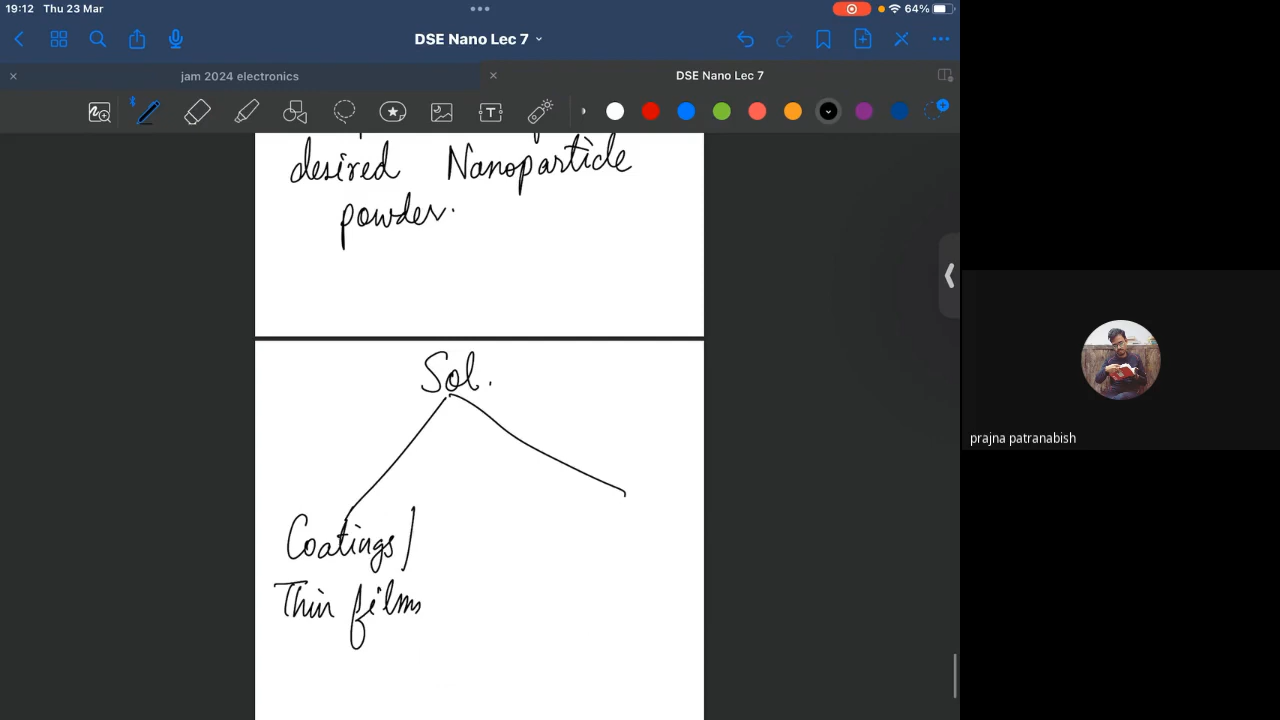 19:12 Thu 23 Mar
64%
DSE Nano Lec 7
jam 2024 electronics
DSE Nano Lec 7
desired Nanoparticle
powder.
Sol.
Coatings/
Thin films
prajna patranabish